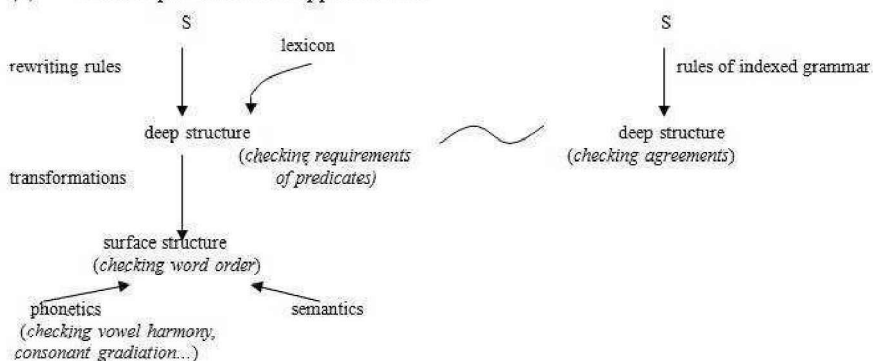 S
S
lexicon
rewriting rules
rules of indexed grammar
deep structure
deep structure
(checking requirements
of predicates)
(checking agreements)
transformations
surface structure
(checking word order)
phonetics
semantics
(checking vowel harmony,
consonant gradiation...)